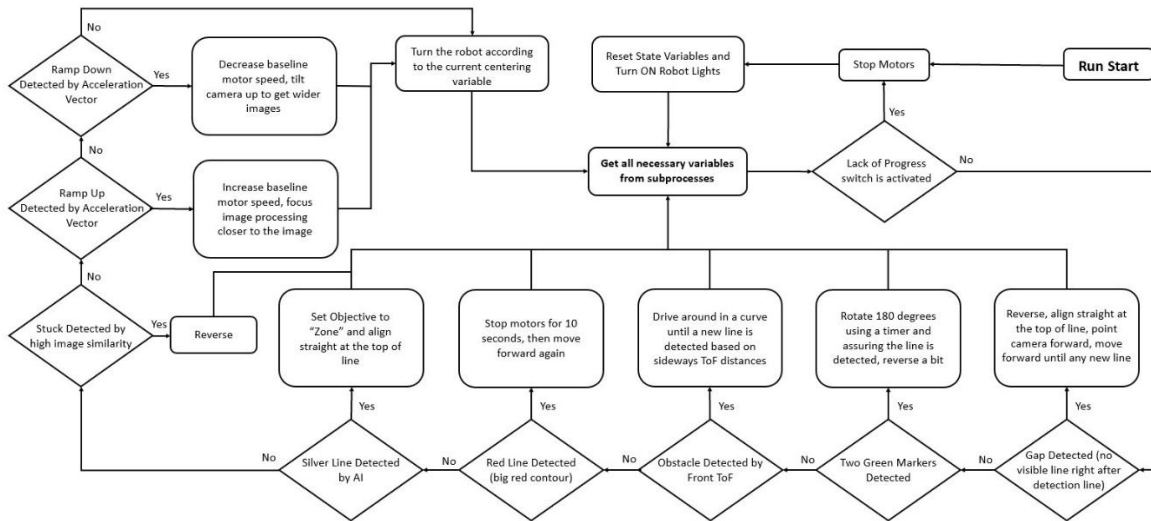 Run Start
Stop Motors
Reset State Variables and
Turn ON Robot Lights
Get all necessary variables
from subprocesses
Lack of Progress
switch is activated
Yes
No
Gap Detected (no
visible line right after
detection line)
Yes
Reverse, align straight at
the top of line, point
camera forward, move
forward until any new line
No
Two Green Markers
Detected
Yes
Rotate 180 degrees
using a timer and
assuring the line is
detected, reverse a bit
No
Obstacle Detected by
Front ToF
Yes
Drive around in a curve
until a new line is
detected based on
sideways ToF distances
No
Red Line Detected
(big red contour)
Yes
Stop motors for 10
seconds, then move
forward again
No
Silver Line Detected
by AI
Yes
Set Objective to
“Zone” and align
straight at the top of
line
No
Stuck Detected by
high image similarity
Yes
Reverse
No
Ramp Up
Detected by Acceleration
Vector
Yes
Increase baseline
motor speed, focus
image processing
closer to the image
No
Ramp Down
Detected by Acceleration
Vector
Yes
Decrease baseline
motor speed, tilt
camera up to get wider
images
No
Turn the robot according
to the current centering
variable